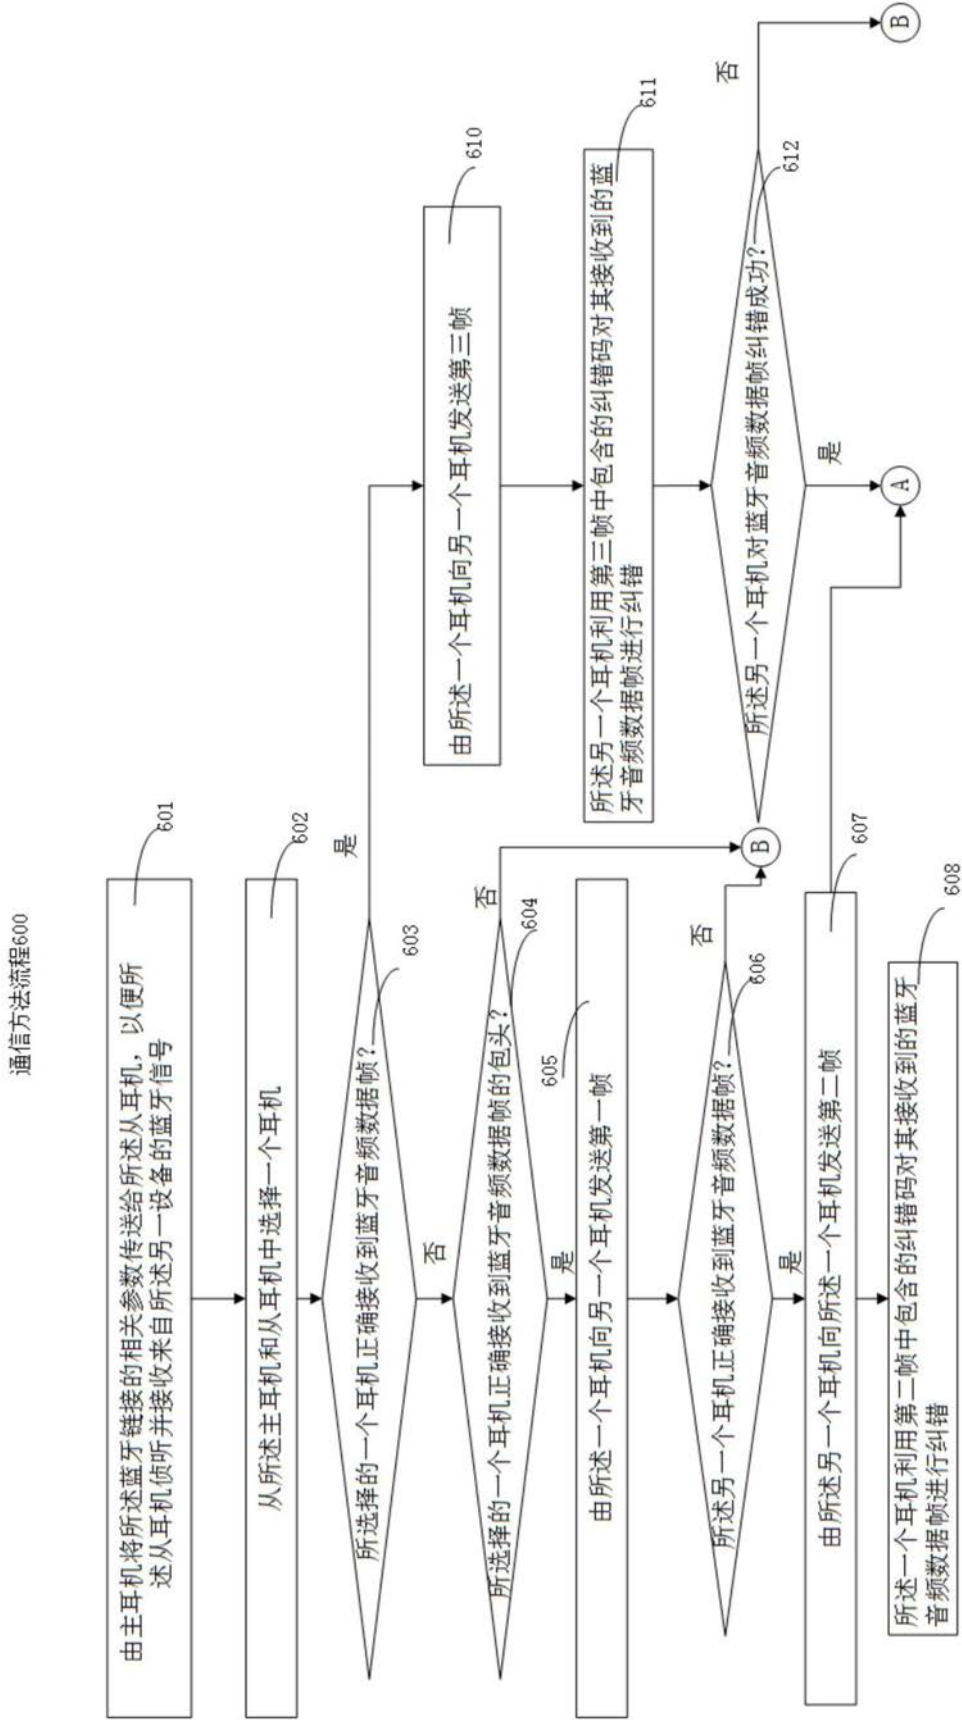 通信方法流程600
由主耳机将所述蓝牙链接的相关参数传送给所述从耳机，以便所
述从耳机侦听并接收来自所述另一设备的蓝牙信号
601
从所述主耳机和从耳机中选择一个耳机
602
所选择的一个耳机正确接收到蓝牙音频数据帧？
603
是
否
所选择的一个耳机正确接收到蓝牙音频数据帧的包头？
604
否
是
由所述一个耳机向另一个耳机发送第一帧
605
所述另一个耳机正确接收到蓝牙音频数据帧？
606
否
B
是
由所述另一个耳机向所述一个耳机发送第二帧
607
所述一个耳机利用第二帧中包含的纠错码对其接收到的蓝牙
音频数据帧进行纠错
608
由所述一个耳机向另一个耳机发送第三帧
610
所述另一个耳机利用第三帧中包含的纠错码对其接收到的蓝
牙音频数据帧进行纠错
611
所述另一个耳机对蓝牙音频数据帧纠错成功？
612
否
B
是
A